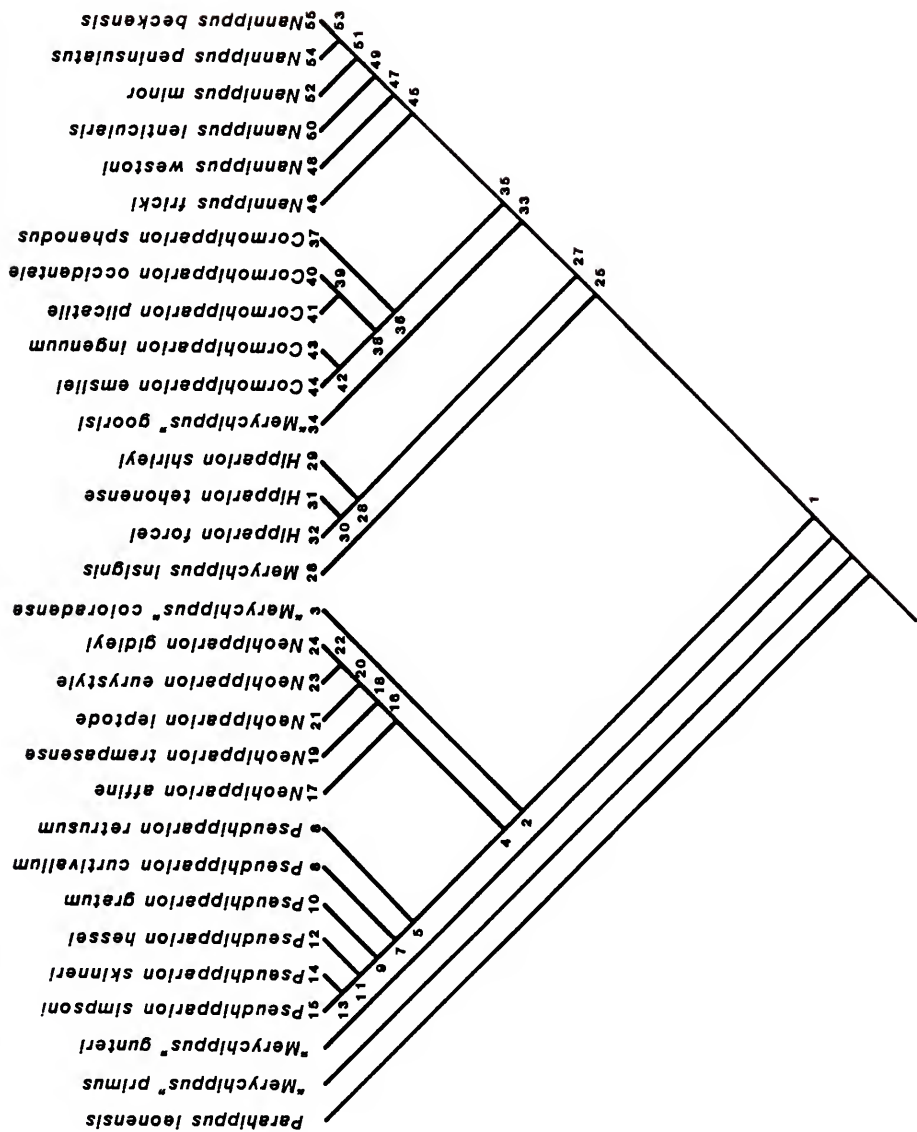 Parahippus leonensis
"Merychippus" primus
"Merychippus" gunteri
15 Pseudhipparion simpsoni
14 Pseudhipparion skinneri
12 Pseudhipparion hessei
10 Pseudhipparion gratum
8 Pseudhipparion curtivallum
6 Pseudhipparion retrusum
17 Neohipparion affine
19 Neohipparion trampasense
21 Neohipparion leptode
23 Neohipparion eurystyle
24 Neohipparion gidleyi
3 "Merychippus" coloradense
26 Merychippus insignis
32 Hipparion forcei
31 Hipparion tehonense
29 Hipparion shirleyi
34 "Merychippus" goorisi
44 Cormohipparion emsliei
43 Cormohipparion ingenuum
41 Cormohipparion plicatile
40 Cormohipparion occidentale
37 Cormohipparion sphenodus
46 Nannippus fricki
48 Nannippus westoni
50 Nannippus lenticularis
52 Nannippus minor
54 Nannippus peninsulatus
55 Nannippus beckensis
13
11
9
7
5
4
2
22
20
18
16
1
30
28
27
25
42
38
39
36
35
33
53
51
49
47
45